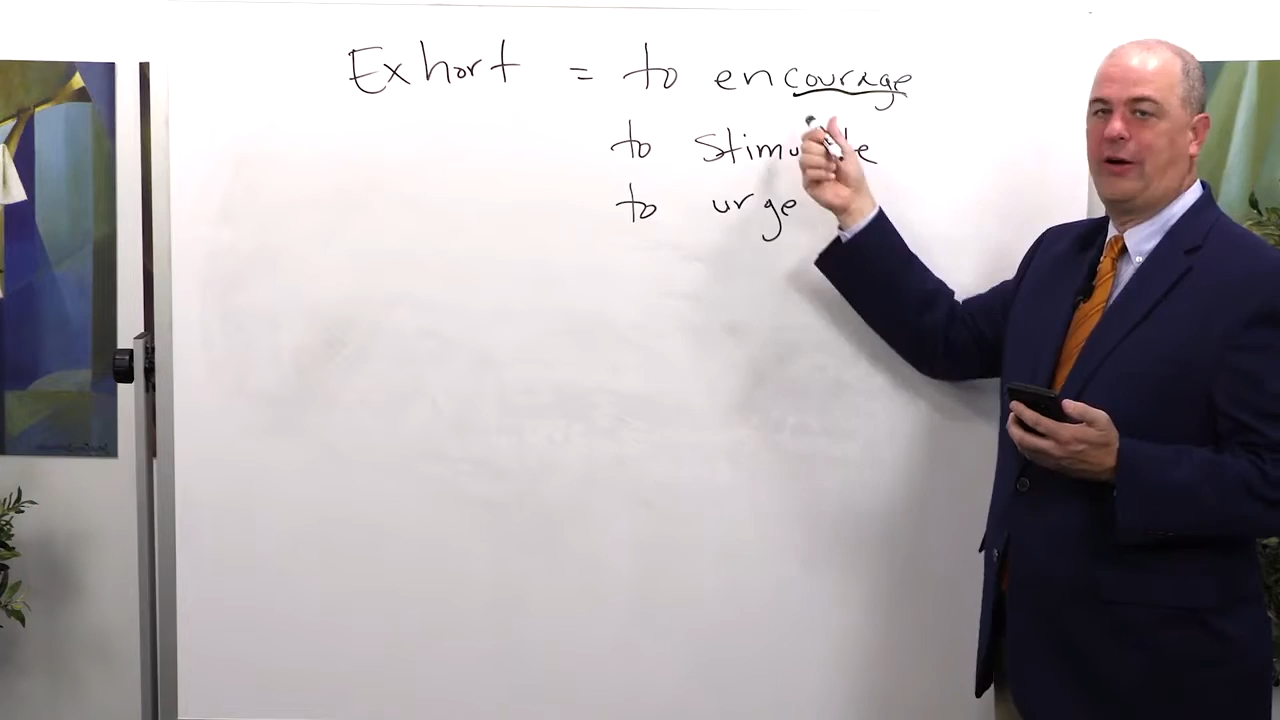 Exhort = to encourage
to
to urge